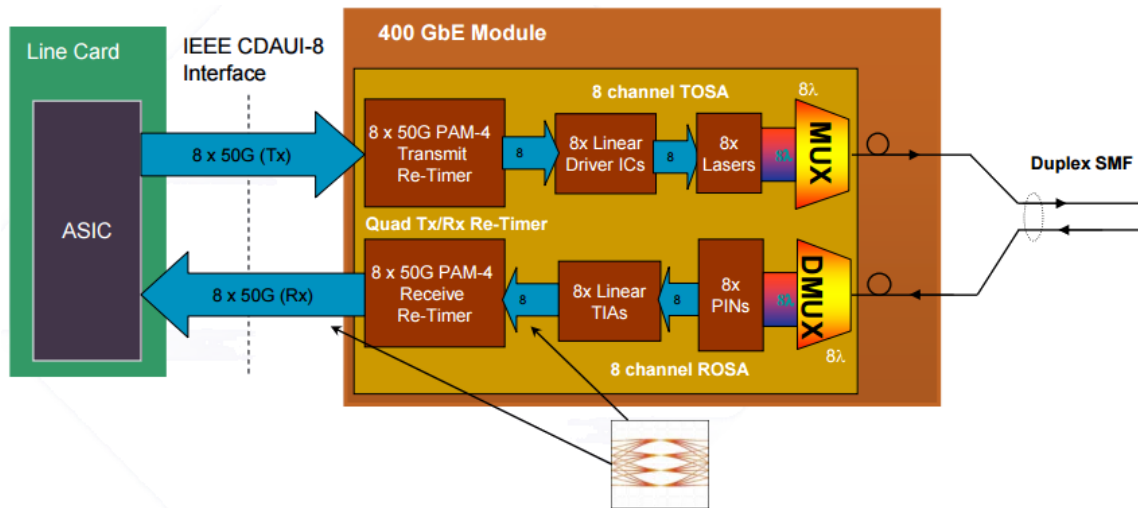 Line Card
ASIC
IEEE CDAUI-8
Interface
8 x 50G (Tx)
8 x 50G (Rx)
400 GbE Module
8 channel TOSA
8 x 50G PAM-4
Transmit
Re-Timer
8
8x Linear
Driver ICs
8
8x
Lasers
8λ
8λ
MUX
Duplex SMF
Quad Tx/Rx Re-Timer
8 x 50G PAM-4
Receive
Re-Timer
8
8x Linear
TIAs
8
8x
PINs
8λ
DMUX
8λ
8 channel ROSA